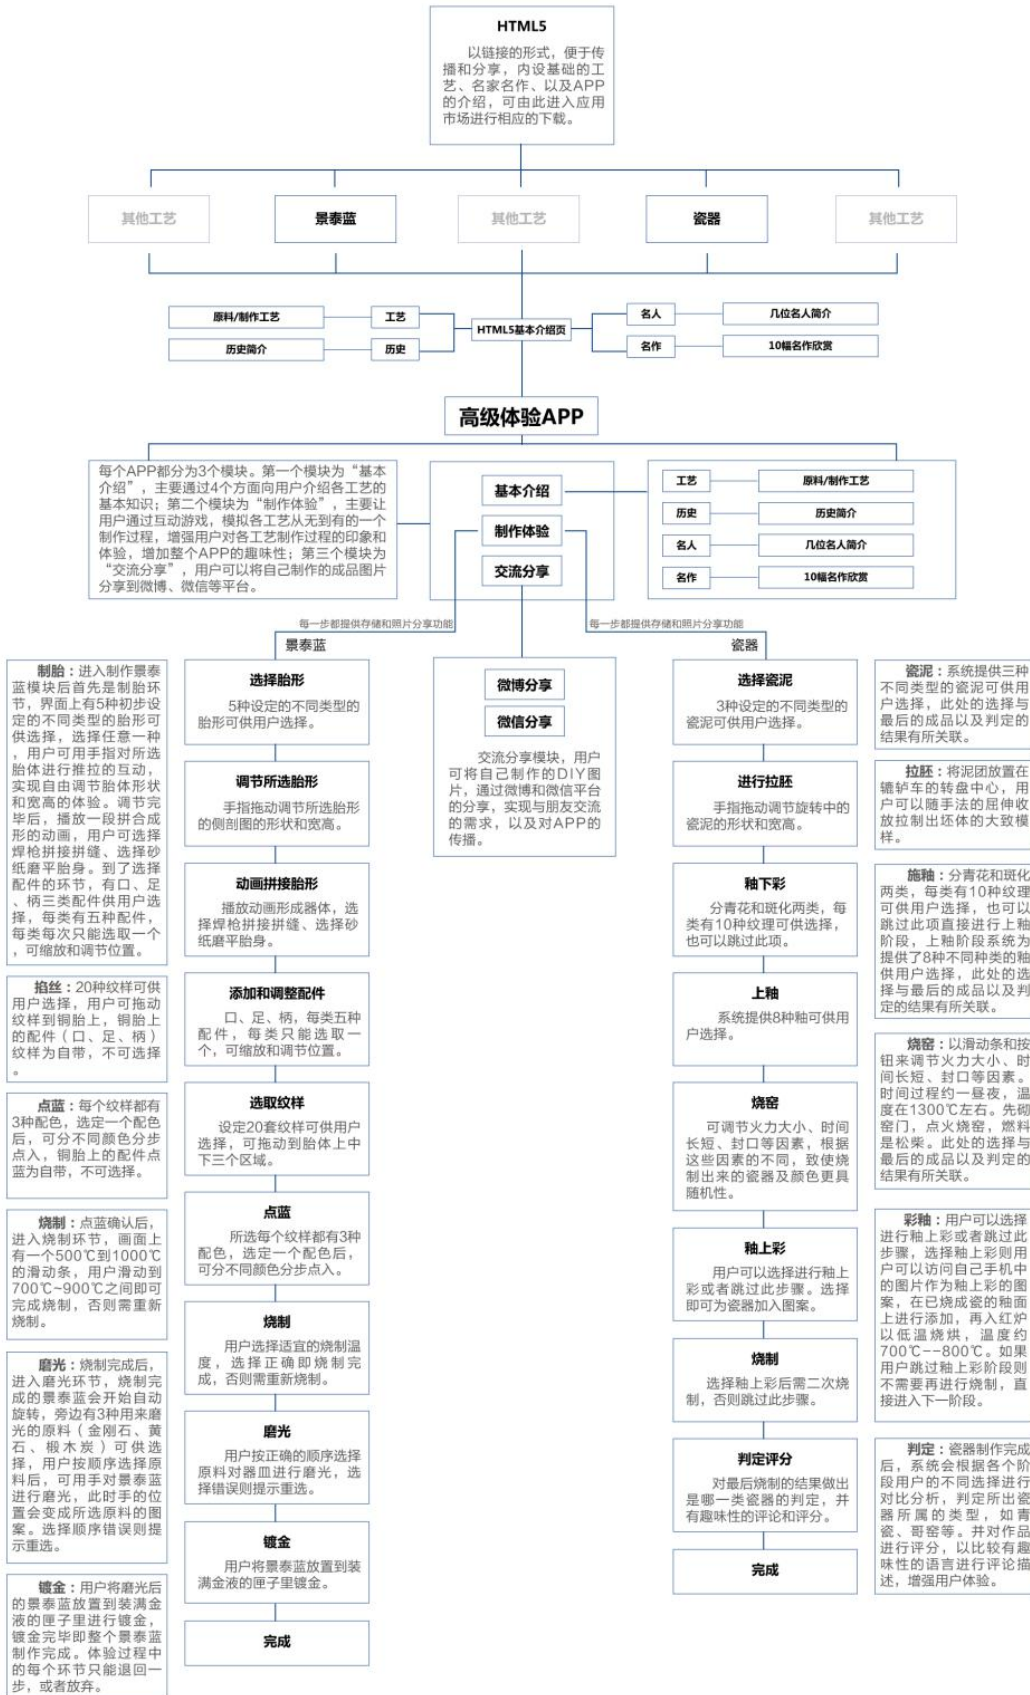 HTML5
以链接的形式，便于传
播和分享，内设基础的工
艺、名家名作、以及APP
的介绍，可由此进入应用
市场进行相应的下载。
其他工艺
景泰蓝
其他工艺
瓷器
其他工艺
原料/制作工艺
工艺
历史简介
历史
HTML5基本介绍页
名人
几位名人简介
名作
10幅名作欣赏
高级体验APP
每个APP都分为3个模块。第一个模块为“基本
介绍”，主要通过4个方面向用户介绍各工艺的
基本知识；第二个模块为“制作体验”，主要让
用户通过互动游戏，模拟各工艺从无到有的一个
制作过程，增强用户对各工艺制作过程的印象和
体验，增加整个APP的趣味性；第三个模块为
“交流分享”，用户可以将自己制作的成品图片
分享到微博、微信等平台。
基本介绍
制作体验
交流分享
工艺
原料/制作工艺
历史
历史简介
名人
几位名人简介
名作
10幅名作欣赏
每一步都提供存储和照片分享功能
每一步都提供存储和照片分享功能
景泰蓝
瓷器
制胎：进入制作景泰
蓝模块后首先是制胎环
节，界面上有5种初步设
定的不同类型的胎形可
供选择，选择任意一种
，用户可用手指对所选
胎体进行推拉的互动，
实现自由调节胎体形状
和宽高的体验。调节完
毕后，播放一段拼合成
形的动画，用户可选择
焊枪拼接拼缝、选择砂
纸磨平胎身。到了选择
配件的环节，有口、足
、柄三类配件供用户选
择，每类有五种配件，
每类每次只能选取一个
，可缩放和调节位置。
掐丝：20种纹样可供
用户选择，用户可拖动
纹样到铜胎上，铜胎上
的配件（口、足、柄）
纹样为自带，不可选择
。
点蓝：每个纹样都有
3种配色，选定一个配色
后，可分不同颜色分步
点入，铜胎上的配件点
蓝为自带，不可选择。
烧制：点蓝确认后，
进入烧制环节，画面上
有一个500℃到1000℃
的滑动条，用户滑动到
700℃~900℃之间即可
完成烧制，否则需重新
烧制。
磨光：烧制完成后，
进入磨光环节，烧制完
成的景泰蓝会开始自动
旋转，旁边有3种用来磨
光的原料（金刚石、黄
石、椴木炭）可供选
择，用户按顺序选择原
料后，可用手对景泰蓝
进行磨光，此时手的位
置会变成所选原料的图
案。选择顺序错误则提
示重选。
镀金：用户将磨光后
的景泰蓝放置到装满金
液的匣子里进行镀金，
镀金完毕即整个景泰蓝
制作完成。体验过程中
的每个环节只能退回一
步，或者放弃。
选择胎形
5种设定的不同类型的
胎形可供用户选择。
调节所选胎形
手指拖动调节所选胎形
的侧剖图的形状和宽高。
动画拼接胎形
播放动画形成器体，选
择焊枪拼接拼缝、选择砂
纸磨平胎身。
添加和调整配件
口、足、柄，每类五种
配件，每类只能选取一
个，可缩放和调节位置。
选取纹样
设定20套纹样可供用户
选择，可拖动到胎体上中
下三个区域。
点蓝
所选每个纹样都有3种
配色，选定一个配色后，
可分不同颜色分步点入。
烧制
用户选择适宜的烧制温
度，选择正确即烧制完
成，否则需重新烧制。
磨光
用户按正确的顺序选择
原料对器皿进行磨光，选
择错误则提示重选。
镀金
用户将景泰蓝放置到装
满金液的匣子里镀金。
完成
微博分享
微信分享
交流分享模块，用户
可将自己制作的DIY图
片，通过微博和微信平台
的分享，实现与朋友交流
的需求，以及对APP的
传播。
选择瓷泥
3种设定的不同类型的
瓷泥可供用户选择。
进行拉胚
手指拖动调节旋转中的
瓷泥的形状和宽高。
釉下彩
分青花和斑化两类，每
类有10种纹理可供选择，
也可以跳过此项。
上釉
系统提供8种釉可供用
户选择。
烧窑
可调节火力大小、时间
长短、封口等因素，根据
这些因素的不同，致使烧
制出来的瓷器及颜色更具
随机性。
釉上彩
用户可以选择进行釉上
彩或者跳过此步骤。选择
即可为瓷器加入图案。
烧制
选择釉上彩后需二次烧
制，否则跳过此步骤。
判定评分
对最后烧制的结果做出
是哪一类瓷器的判定，并
有趣味性的评论和评分。
完成
瓷泥：系统提供三种
不同类型的瓷泥可供用
户选择，此处的选择与
最后的成品以及判定的
结果有所关联。
拉胚：将泥团放置在
辘轳车的转盘中心，用
户可以随手法的屈伸收
放拉制出坯体的大致模
样。
施釉：分青花和斑化
两类，每类有10种纹理
可供用户选择，也可以
跳过此项直接进行上釉
阶段，上釉阶段系统为
提供了8种不同种类的釉
供用户选择，此处的选
择与最后的成品以及判
定的结果有所关联。
烧窑：以滑动条和按
钮来调节火力大小、时
间长短、封口等因素。
时间过程约一昼夜，温
度在1300℃左右。先砌
窑门，点火烧窑，燃料
是松柴。此处的选择与
最后的成品以及判定的
结果有所关联。
彩釉：用户可以选择
进行釉上彩或者跳过此
步骤，选择釉上彩则用
户可以访问自己手机中
的图片作为釉上彩的图
案，在已烧成瓷的釉面
上进行添加，再入红炉
以低温烧烘，温度约
700℃--800℃。如果
用户跳过釉上彩阶段则
不需要再进行烧制，直
接进入下一阶段。
判定：瓷器制作完成
后，系统会根据各个阶
段用户的不同选择进行
对比分析，判定所出瓷
器所属的类型，如青
瓷、哥窑等。并对作品
进行评分，以比较有趣
味性的语言进行评论描
述，增强用户体验。